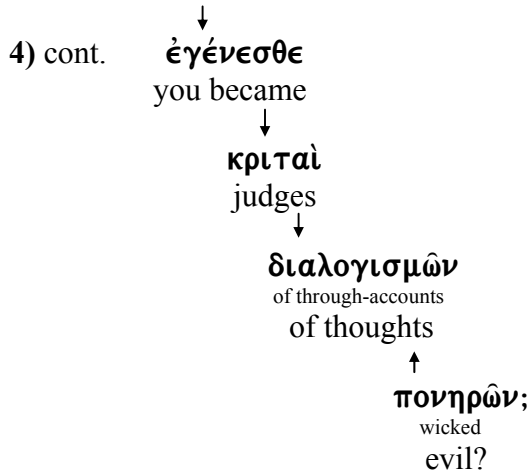 4) cont. ἐγένεσθε
you became
κριταὶ
judges
διαλογισμῶν
of through-accounts
of thoughts
πονηρῶν;
wicked
evil?